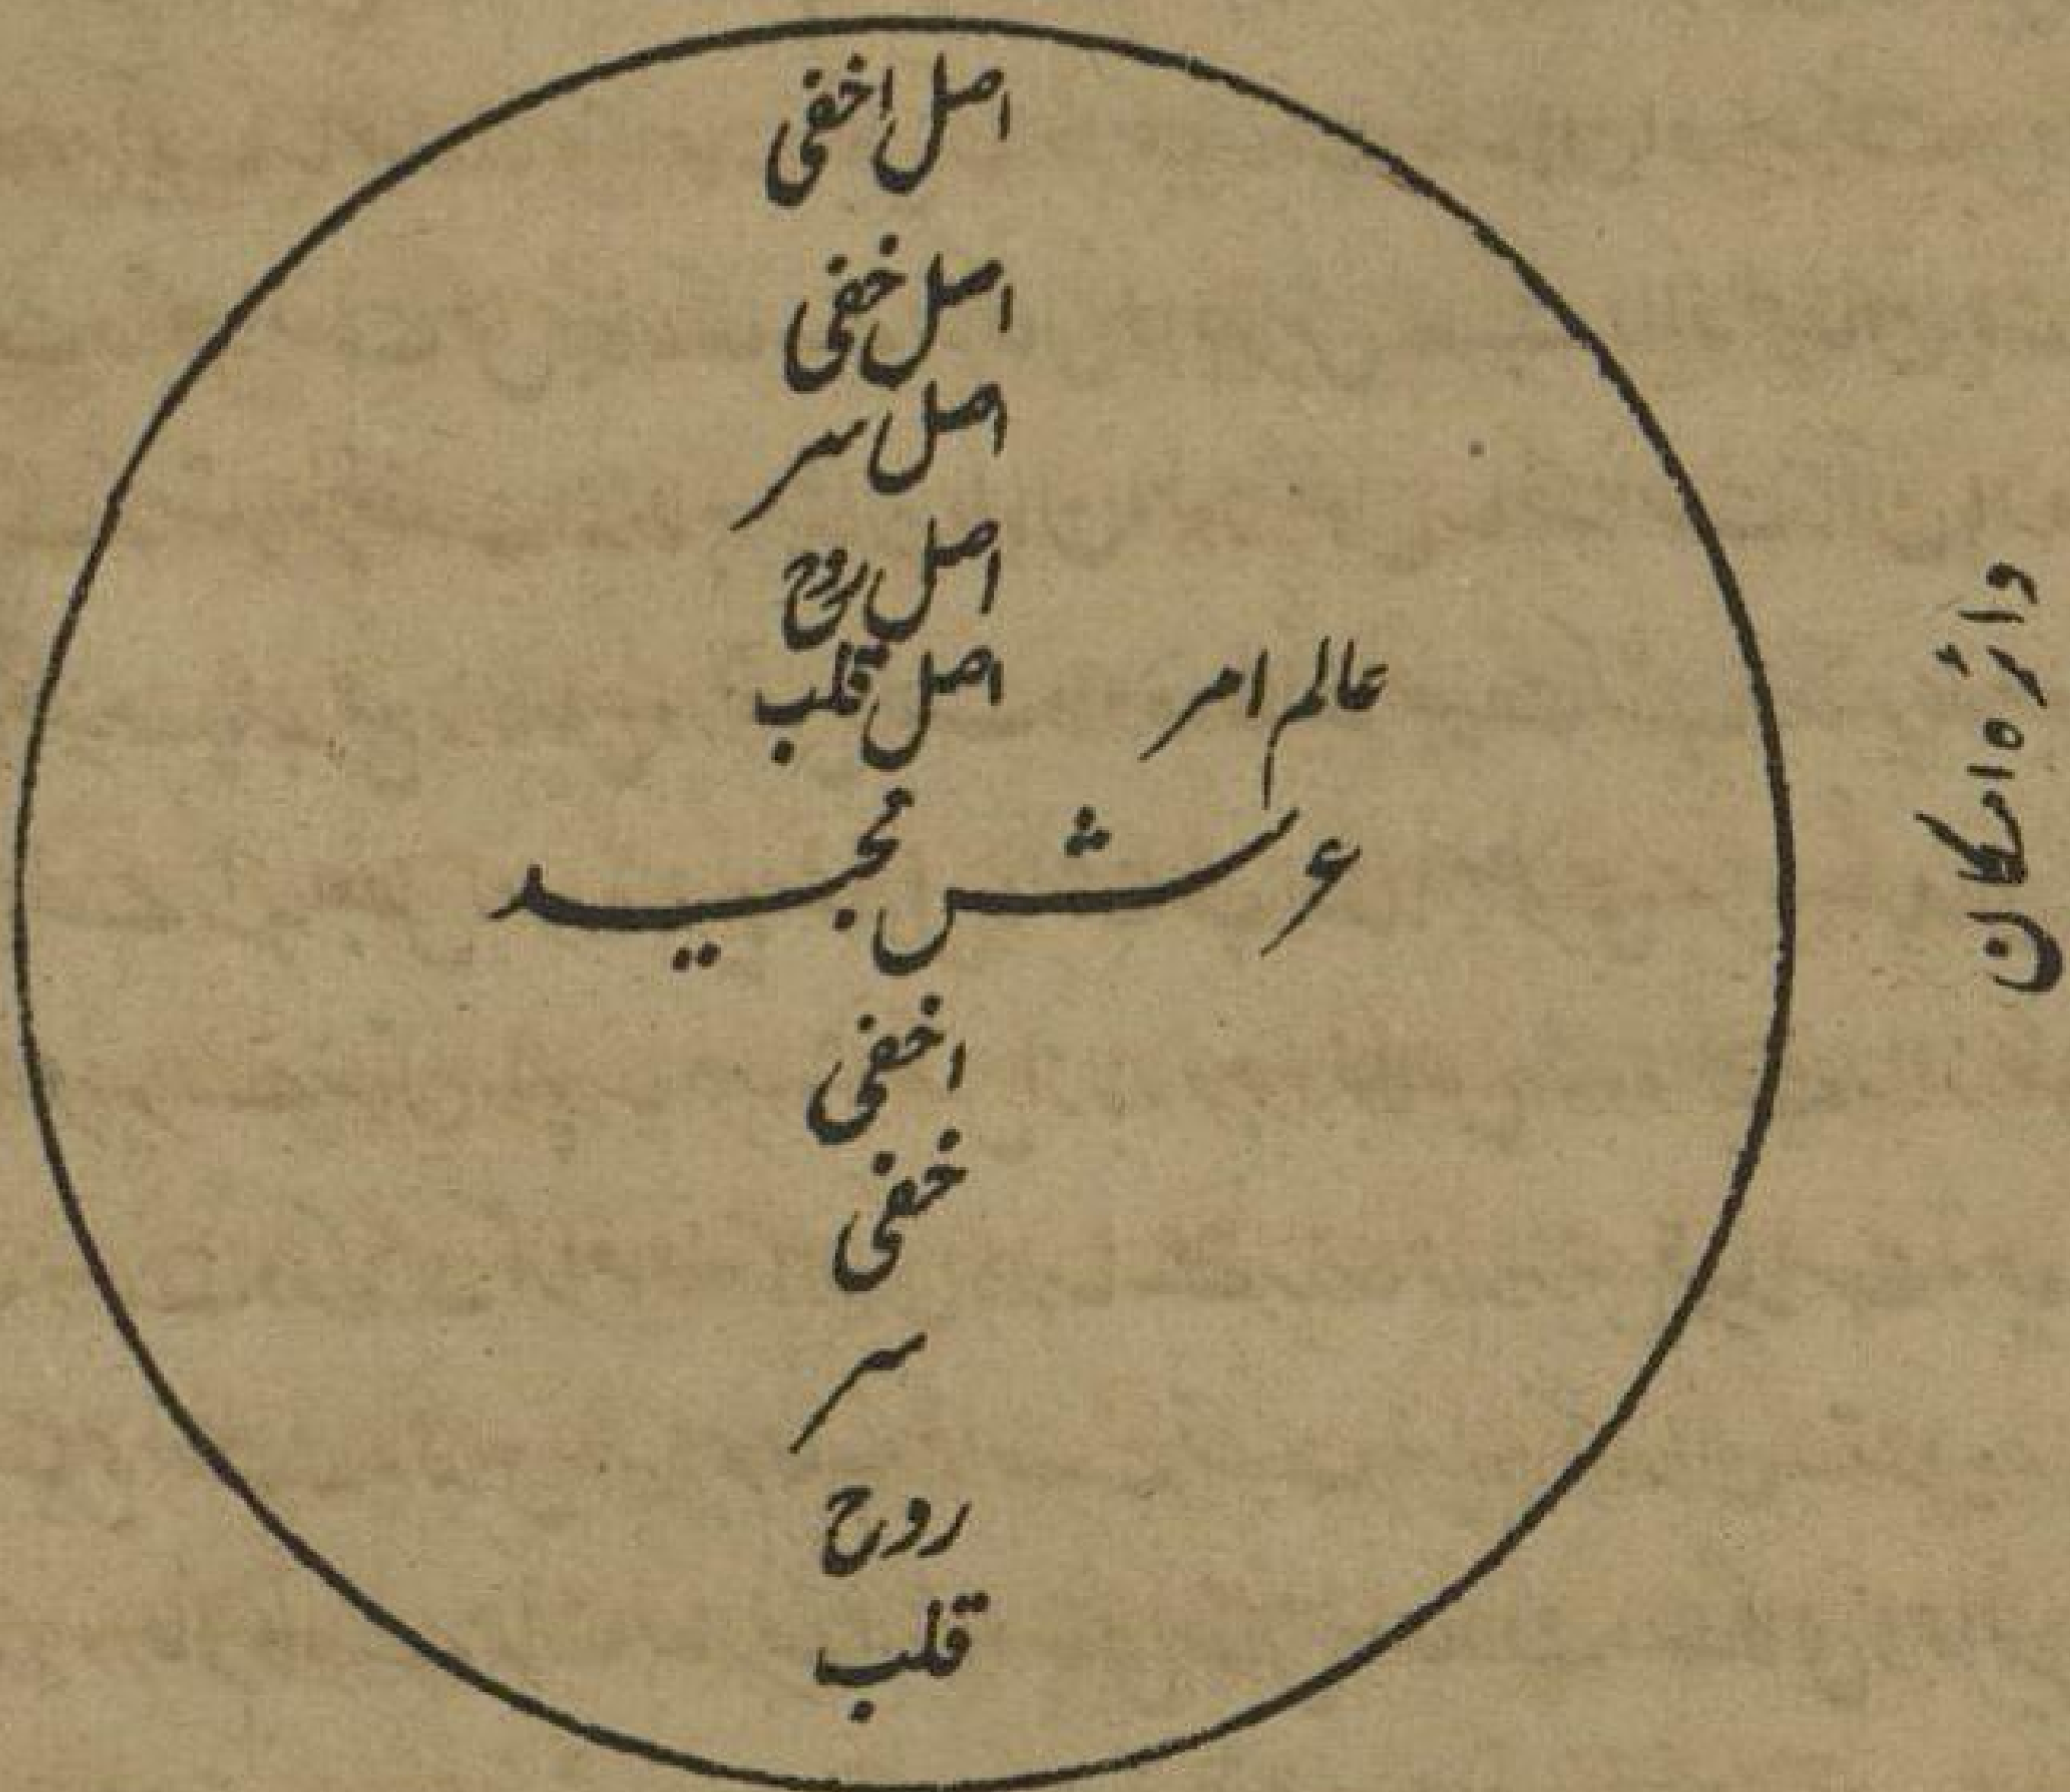 اصل اخفی
اصل خفی
اصل سر
اصل روح
اصل قلب
عالم امر
عرش مجید
اخفی
خفی
سر
روح
قلب
دائرہ امکان